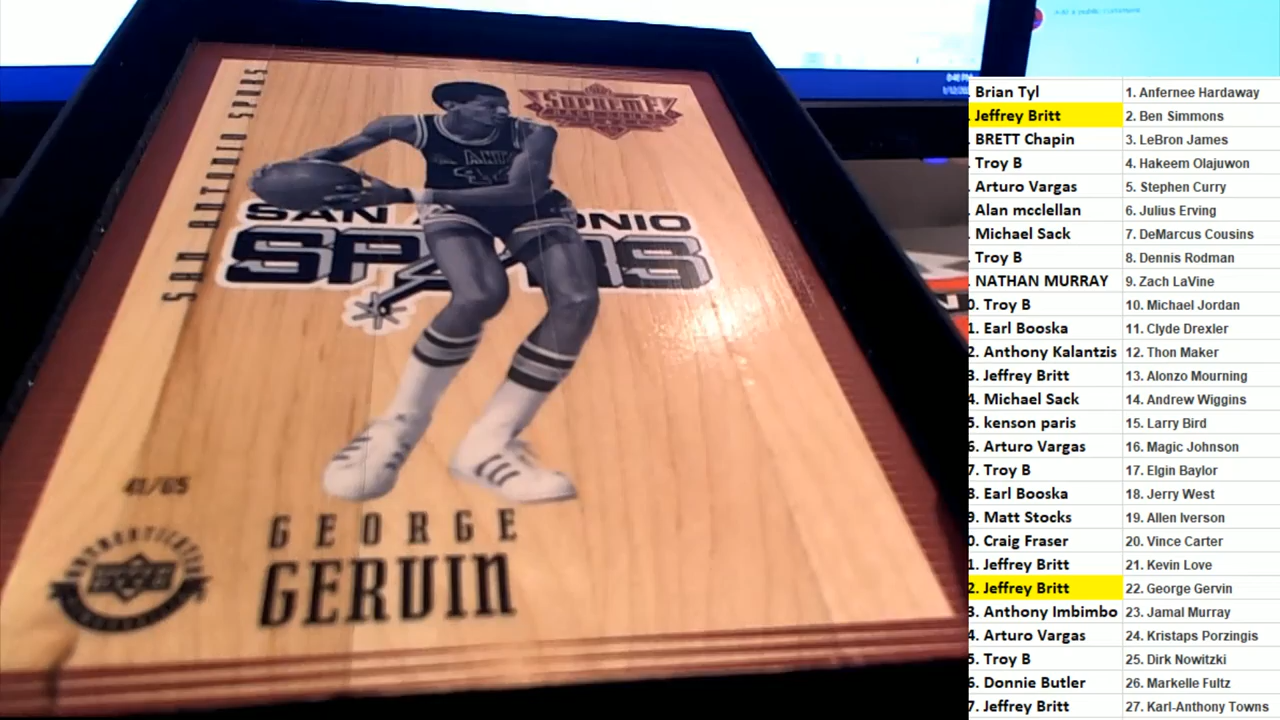 SAN ANTONIO SPURS
SUPREME
SAN ANTONIO
SPURS
41/65
GEORGE
GERVIN
AUTHENTICATED
Brian Tyl 1. Anfernee Hardaway
Jeffrey Britt 2. Ben Simmons
BRETT Chapin 3. LeBron James
Troy B 4. Hakeem Olajuwon
Arturo Vargas 5. Stephen Curry
Alan mcclellan 6. Julius Erving
Michael Sack 7. DeMarcus Cousins
Troy B 8. Dennis Rodman
NATHAN MURRAY 9. Zach LaVine
0. Troy B 10. Michael Jordan
1. Earl Booska 11. Clyde Drexler
2. Anthony Kalantzis 12. Thon Maker
3. Jeffrey Britt 13. Alonzo Mourning
4. Michael Sack 14. Andrew Wiggins
5. kenson paris 15. Larry Bird
6. Arturo Vargas 16. Magic Johnson
7. Troy B 17. Elgin Baylor
8. Earl Booska 18. Jerry West
9. Matt Stocks 19. Allen Iverson
0. Craig Fraser 20. Vince Carter
1. Jeffrey Britt 21. Kevin Love
2. Jeffrey Britt 22. George Gervin
3. Anthony Imbimbo 23. Jamal Murray
4. Arturo Vargas 24. Kristaps Porzingis
5. Troy B 25. Dirk Nowitzki
6. Donnie Butler 26. Markelle Fultz
7. Jeffrey Britt 27. Karl-Anthony Towns